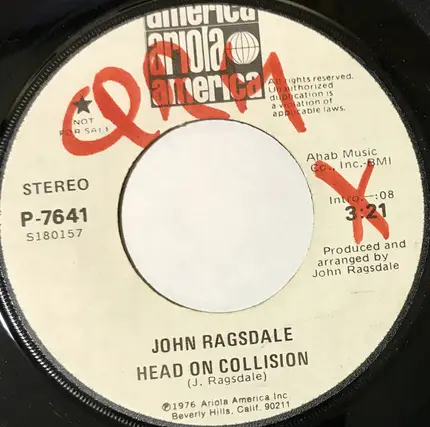 america
ariola
america
All rights reserved.
Unauthorized
duplication is
a violation of
applicable laws.
NOT
FOR SALE
Ahab Music
Co., Inc.-BMI
STEREO
Intro.—:08
P-7641
3:21
S180157
Produced and
arranged by
John Ragsdale
JOHN RAGSDALE
HEAD ON COLLISION
(J. Ragsdale)
℗1976 Ariola America Inc.
Beverly Hills, Calif. 90211